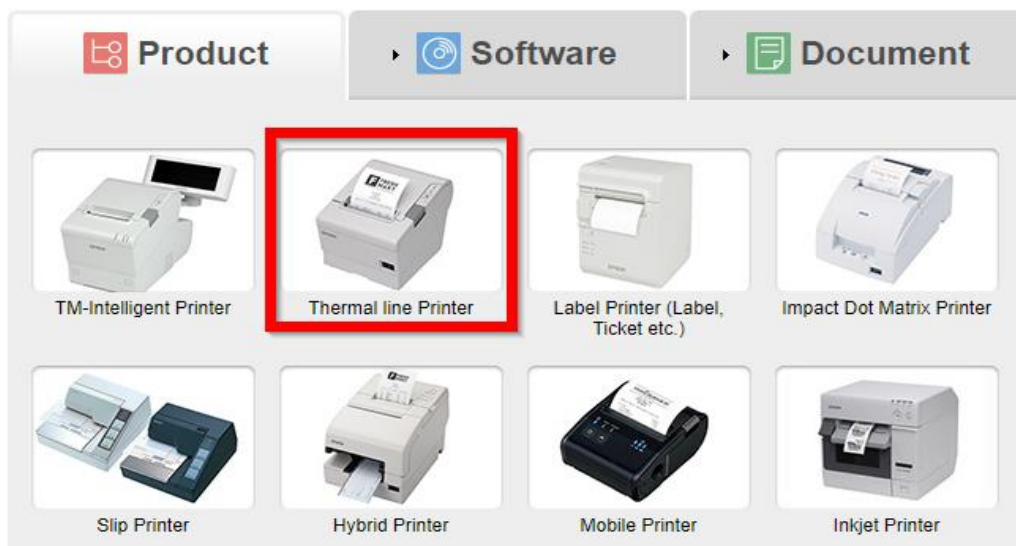 Product
Software
Document
TM-Intelligent Printer
Thermal line Printer
Label Printer (Label,
Ticket etc.)
Impact Dot Matrix Printer
Slip Printer
Hybrid Printer
Mobile Printer
Inkjet Printer